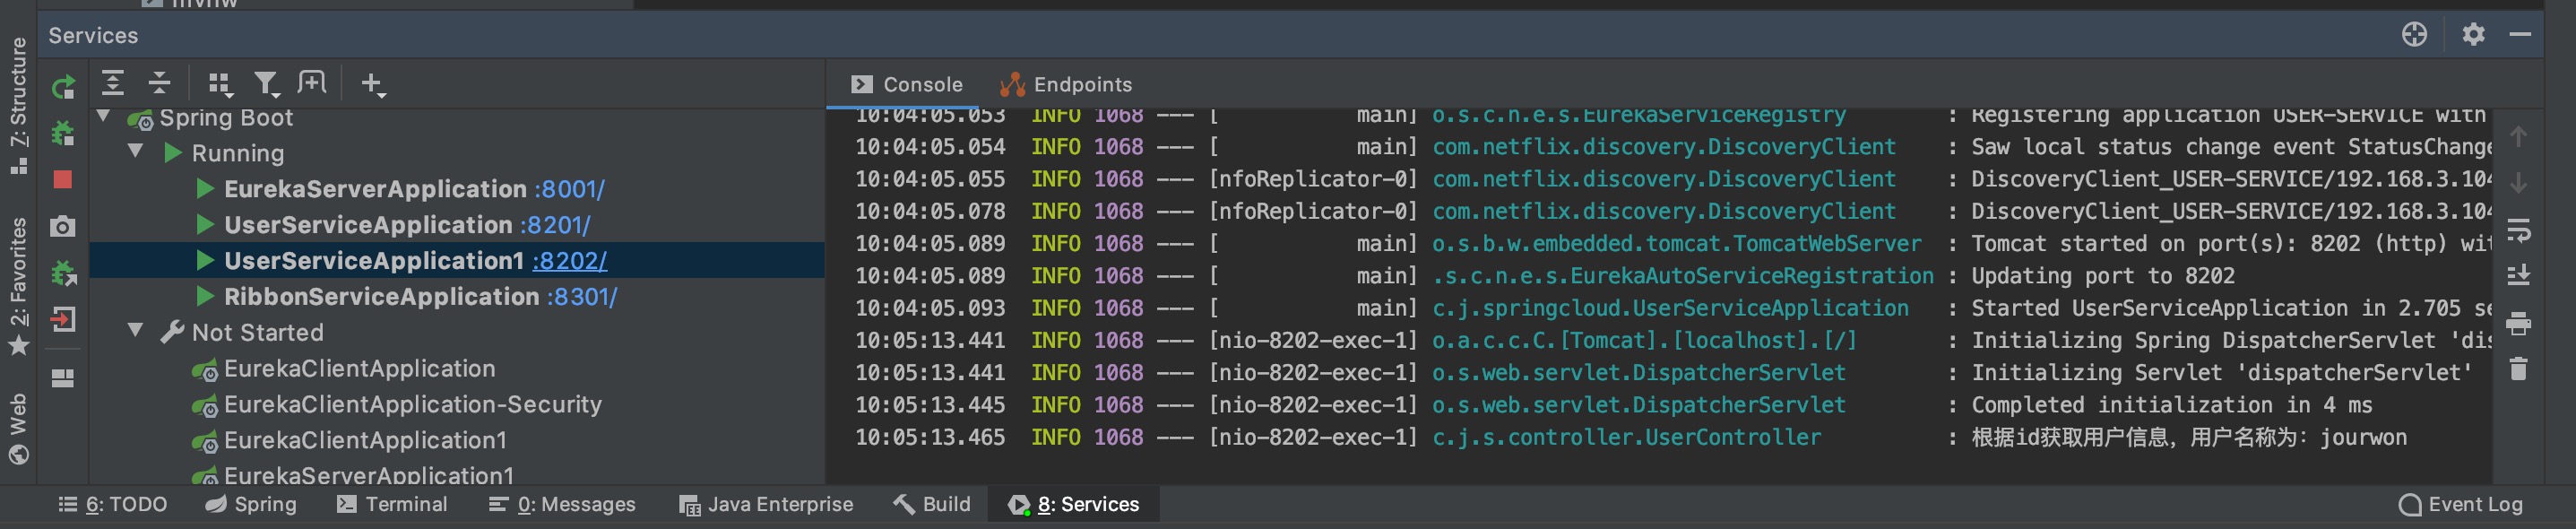 mvnw
Services
Z: Structure
2: Favorites
Web
Spring Boot
Running
EurekaServerApplication :8001/
UserServiceApplication :8201/
UserServiceApplication1 :8202/
RibbonServiceApplication :8301/
Not Started
EurekaClientApplication
EurekaClientApplication-Security
EurekaClientApplication1
EurekaServerApplication1
Console Endpoints
10:04:05.053 INFO 1068 --- [ main] o.s.c.n.e.s.EurekaServiceRegistry : Registering application USER-SERVICE with
10:04:05.054 INFO 1068 --- [ main] com.netflix.discovery.DiscoveryClient : Saw local status change event StatusChange
10:04:05.055 INFO 1068 --- [nfoReplicator-0] com.netflix.discovery.DiscoveryClient : DiscoveryClient_USER-SERVICE/192.168.3.104
10:04:05.078 INFO 1068 --- [nfoReplicator-0] com.netflix.discovery.DiscoveryClient : DiscoveryClient_USER-SERVICE/192.168.3.104
10:04:05.089 INFO 1068 --- [ main] o.s.b.w.embedded.tomcat.TomcatWebServer : Tomcat started on port(s): 8202 (http) wit
10:04:05.089 INFO 1068 --- [ main] .s.c.n.e.s.EurekaAutoServiceRegistration : Updating port to 8202
10:04:05.093 INFO 1068 --- [ main] c.j.springcloud.UserServiceApplication : Started UserServiceApplication in 2.705 se
10:05:13.441 INFO 1068 --- [nio-8202-exec-1] o.a.c.c.C.[Tomcat].[localhost].[/] : Initializing Spring DispatcherServlet 'dis
10:05:13.441 INFO 1068 --- [nio-8202-exec-1] o.s.web.servlet.DispatcherServlet : Initializing Servlet 'dispatcherServlet'
10:05:13.445 INFO 1068 --- [nio-8202-exec-1] o.s.web.servlet.DispatcherServlet : Completed initialization in 4 ms
10:05:13.465 INFO 1068 --- [nio-8202-exec-1] c.j.s.controller.UserController : 根据id获取用户信息，用户名称为：jourwon
6: TODO Spring Terminal 0: Messages Java Enterprise Build 8: Services Event Log